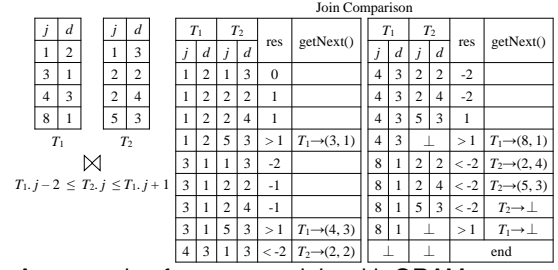 Join Comparison
j d
1 2
3 1
4 3
8 1
T1
j d
1 3
2 2
2 4
5 3
T2
⋈
T1.j − 2 ≤ T2.j ≤ T1.j + 1
T1 T2 res getNext()
j d j d
1 2 1 3 0
1 2 2 2 1
1 2 2 4 1
1 2 5 3 > 1 T1→(3, 1)
3 1 1 3 -2
3 1 2 2 -1
3 1 2 4 -1
3 1 5 3 > 1 T1→(4, 3)
4 3 1 3 < -2 T2→(2, 2)
T1 T2 res getNext()
j d j d
4 3 2 2 -2
4 3 2 4 -2
4 3 5 3 1
4 3 ⊥ > 1 T1→(8, 1)
8 1 2 2 < -2 T2→(2, 4)
8 1 2 4 < -2 T2→(5, 3)
8 1 5 3 < -2 T2→⊥
8 1 ⊥ > 1 T1→⊥
⊥ ⊥ end